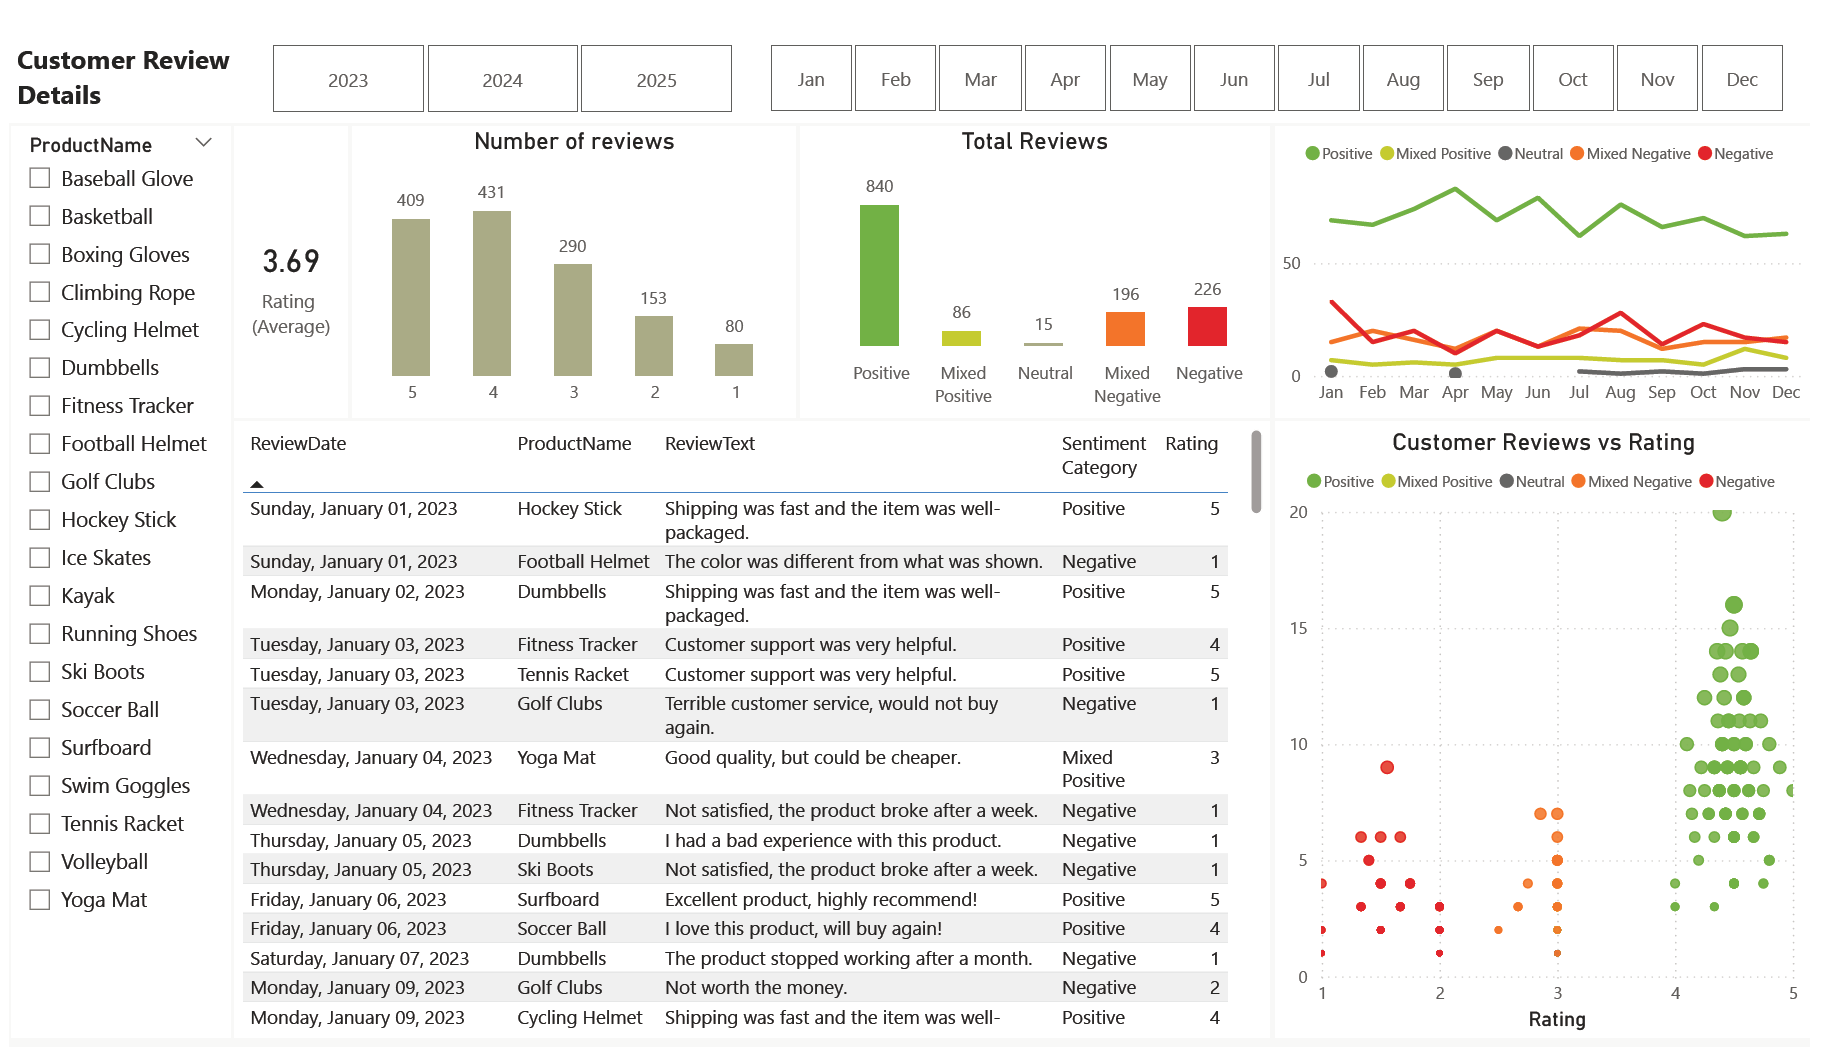 Customer Review
Details
2023 2024 2025
Jan Feb Mar Apr May Jun Jul Aug Sep Oct Nov Dec
ProductName
Baseball Glove
Basketball
Boxing Gloves
Climbing Rope
Cycling Helmet
Dumbbells
Fitness Tracker
Football Helmet
Golf Clubs
Hockey Stick
Ice Skates
Kayak
Running Shoes
Ski Boots
Soccer Ball
Surfboard
Swim Goggles
Tennis Racket
Volleyball
Yoga Mat
3.69
Rating
(Average)
Number of reviews
409 431 290 153 80
5 4 3 2 1
Total Reviews
840 86 15 196 226
Positive Mixed Positive Neutral Mixed Negative Negative
Positive Mixed Positive Neutral Mixed Negative Negative
50
0
Jan Feb Mar Apr May Jun Jul Aug Sep Oct Nov Dec
ReviewDate ProductName ReviewText Sentiment Category Rating
Sunday, January 01, 2023 Hockey Stick Shipping was fast and the item was well-packaged. Positive 5
Sunday, January 01, 2023 Football Helmet The color was different from what was shown. Negative 1
Monday, January 02, 2023 Dumbbells Shipping was fast and the item was well-packaged. Positive 5
Tuesday, January 03, 2023 Fitness Tracker Customer support was very helpful. Positive 4
Tuesday, January 03, 2023 Tennis Racket Customer support was very helpful. Positive 5
Tuesday, January 03, 2023 Golf Clubs Terrible customer service, would not buy again. Negative 1
Wednesday, January 04, 2023 Yoga Mat Good quality, but could be cheaper. Mixed Positive 3
Wednesday, January 04, 2023 Fitness Tracker Not satisfied, the product broke after a week. Negative 1
Thursday, January 05, 2023 Dumbbells I had a bad experience with this product. Negative 1
Thursday, January 05, 2023 Ski Boots Not satisfied, the product broke after a week. Negative 1
Friday, January 06, 2023 Surfboard Excellent product, highly recommend! Positive 5
Friday, January 06, 2023 Soccer Ball I love this product, will buy again! Positive 4
Saturday, January 07, 2023 Dumbbells The product stopped working after a month. Negative 1
Monday, January 09, 2023 Golf Clubs Not worth the money. Negative 2
Monday, January 09, 2023 Cycling Helmet Shipping was fast and the item was well- Positive 4
Customer Reviews vs Rating
Positive Mixed Positive Neutral Mixed Negative Negative
20
15
10
5
0
1 2 3 4 5
Rating